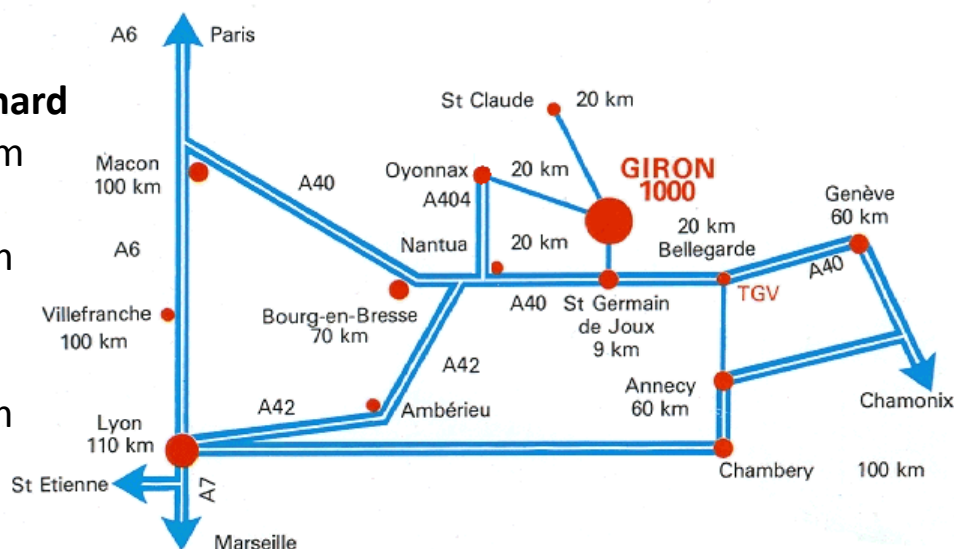 A6
Paris
nard
m
m
m
St Claude
20 km
Macon
100 km
A40
Oyonnax
20 km
A404
GIRON
1000
Genève
60 km
A6
Nantua
20 km
20 km
Bellegarde
A40
TGV
A40
St Germain
de Joux
9 km
Villefranche
100 km
Bourg-en-Bresse
70 km
A42
Annecy
60 km
Chamonix
A42
Ambérieu
Lyon
110 km
Chambery
100 km
St Etienne
A7
Marseille